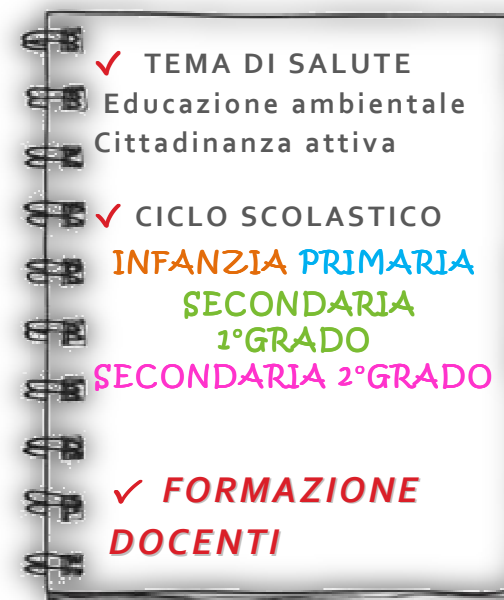 ✓ TEMA DI SALUTE
Educazione ambientale
Cittadinanza attiva
✓ CICLO SCOLASTICO
INFANZIA PRIMARIA
SECONDARIA
1°GRADO
SECONDARIA 2°GRADO
✓ FORMAZIONE
DOCENTI